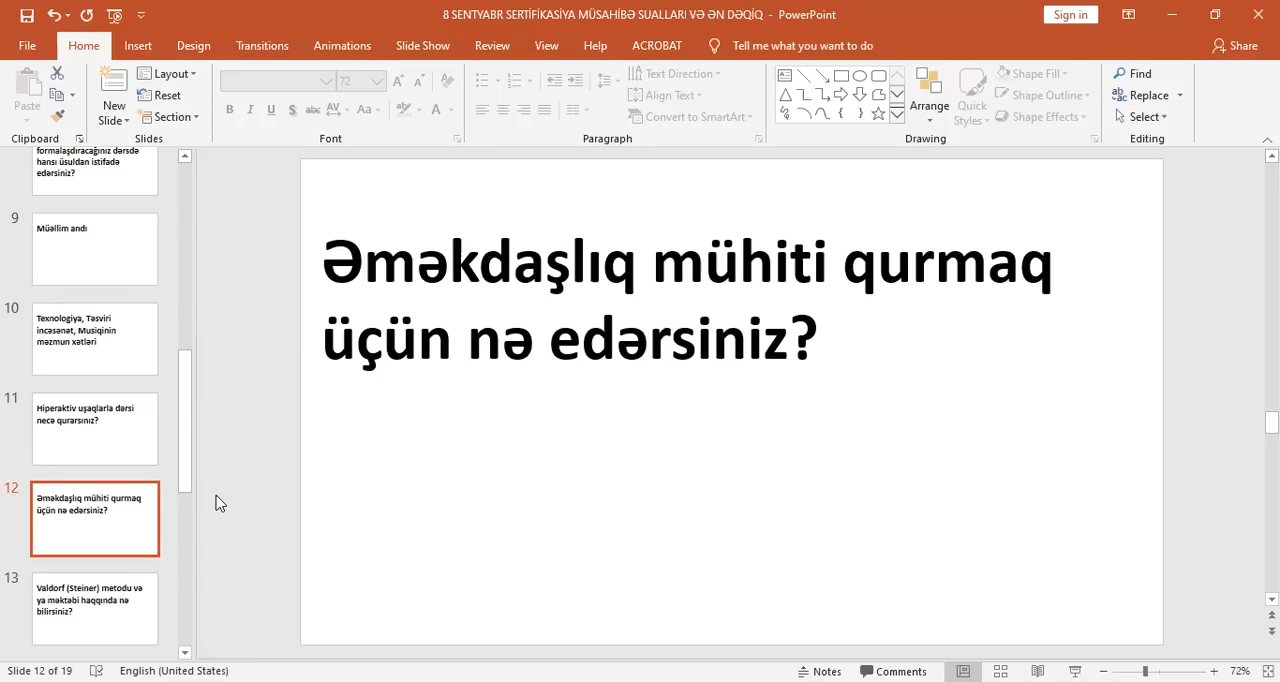 8 SENTYABR SERTİFİKASİYA MÜSAHİBƏ SUALLARI VƏ ƏN DƏQİQ - PowerPoint
Sign in
File Home Insert Design Transitions Animations Slide Show Review View Help ACROBAT Tell me what you want to do Share
Paste
New Slide
Layout
Reset
Section
72
B I U S abc AV Aa A
Text Direction
Align Text
Convert to SmartArt
Arrange
Quick Styles
Shape Fill
Shape Outline
Shape Effects
Find
Replace
Select
Clipboard Slides Font Paragraph Drawing Editing
formalaşdıracağınız dərsdə
hansı üsuldan istifadə
edərsiniz?
9
Müəllim andı
10
Texnologiya, Təsviri
incəsənət, Musiqinin
məzmun xətləri
11
Hiperaktiv uşaqlarla dərsi
necə qurarsınız?
12
Əməkdaşlıq mühiti qurmaq
üçün nə edərsiniz?
13
Valdorf (Steiner) metodu və
ya məktəbi haqqında nə
bilirsiniz?
Əməkdaşlıq mühiti qurmaq
üçün nə edərsiniz?
Slide 12 of 19 English (United States) Notes Comments 72%